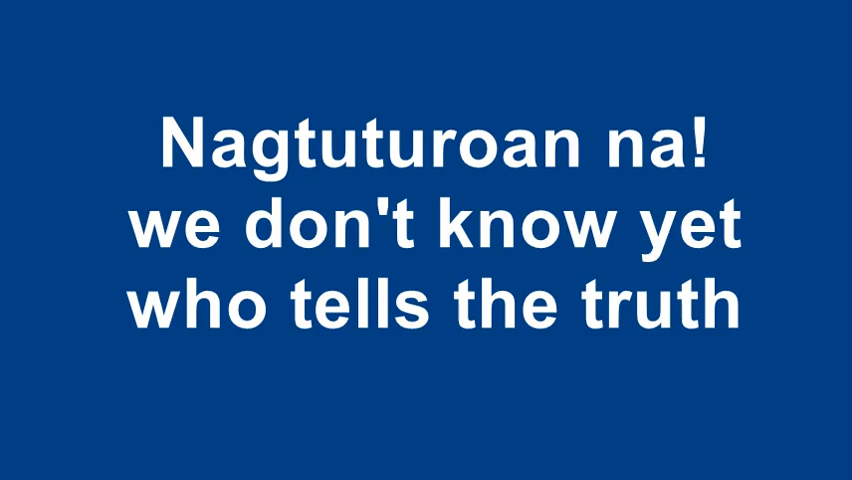 Nagtuturoan na!
we don't know yet
who tells the truth